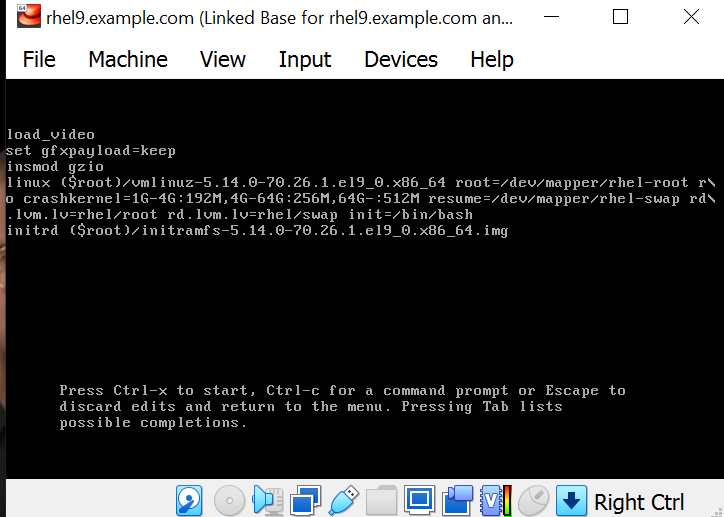 64
rhel9.example.com (Linked Base for rhel9.example.com an...
File Machine View Input Devices Help
load_video
set gfxpayload=keep
insmod gzio
linux ($root)/vmlinuz-5.14.0-70.26.1.el9_0.x86_64 root=/dev/mapper/rhel-root r\
o crashkernel=1G-4G:192M,4G-64G:256M,64G-:512M resume=/dev/mapper/rhel-swap rd\
.lvm.lv=rhel/root rd.lvm.lv=rhel/swap init=/bin/bash
initrd ($root)/initramfs-5.14.0-70.26.1.el9_0.x86_64.img
Press Ctrl-x to start, Ctrl-c for a command prompt or Escape to
discard edits and return to the menu. Pressing Tab lists
possible completions.
V
Right Ctrl